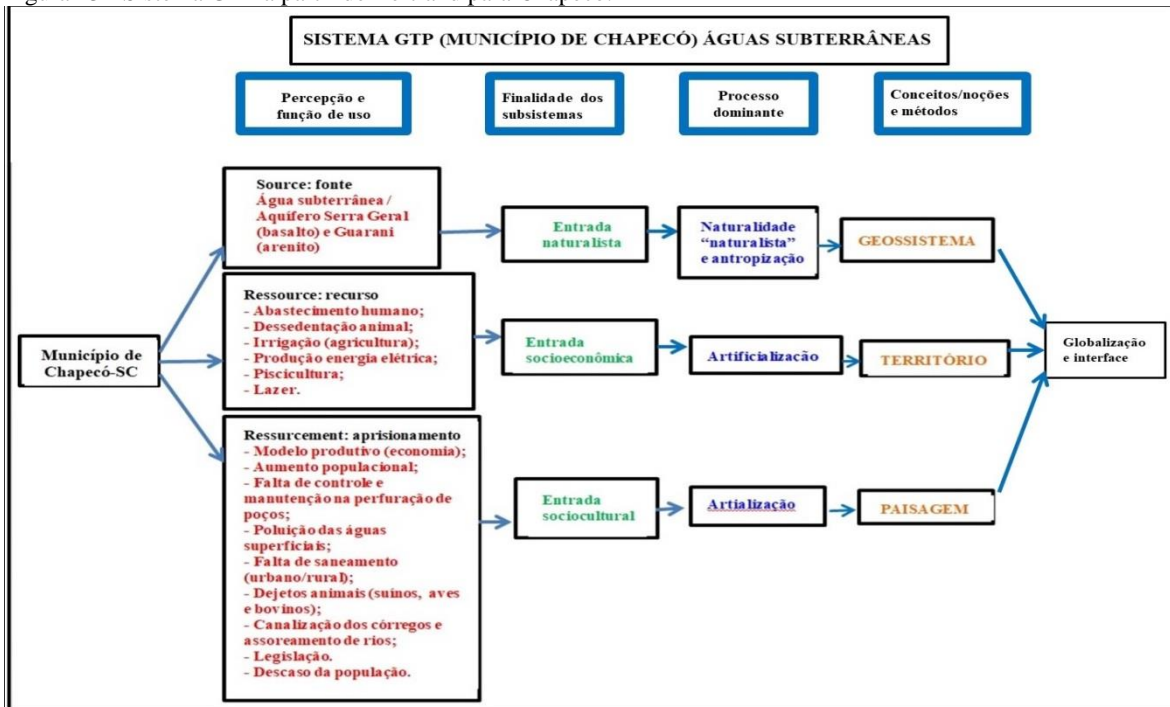 SISTEMA GTP (MUNICÍPIO DE CHAPECÓ) ÁGUAS SUBTERRÂNEAS
Percepção e
função de uso
Finalidade dos
subsistemas
Processo
dominante
Conceitos/noções
e métodos
Source: fonte
Água subterrânea /
Aquífero Serra Geral
(basalto) e Guarani
(arenito)
Entrada
naturalista
Naturalidade
“naturalista”
e antropização
GEOSSISTEMA
Município de
Chapecó-SC
Ressource: recurso
- Abastecimento humano;
- Dessedentação animal;
- Irrigação (agricultura);
- Produção energia elétrica;
- Piscicultura;
- Lazer.
Entrada
socioeconômica
Artificialização
TERRITÓRIO
Globalização
e interface
Ressurcement: aprisionamento
- Modelo produtivo (economia);
- Aumento populacional;
- Falta de controle e
manutenção na perfuração de
poços;
- Poluição das águas
superficiais;
- Falta de saneamento
(urbano/rural);
- Dejetos animais (suínos, aves
e bovinos);
- Canalização dos córregos e
assoreamento de rios;
- Legislação.
- Descaso da população.
Entrada
sociocultural
Artialização
PAISAGEM